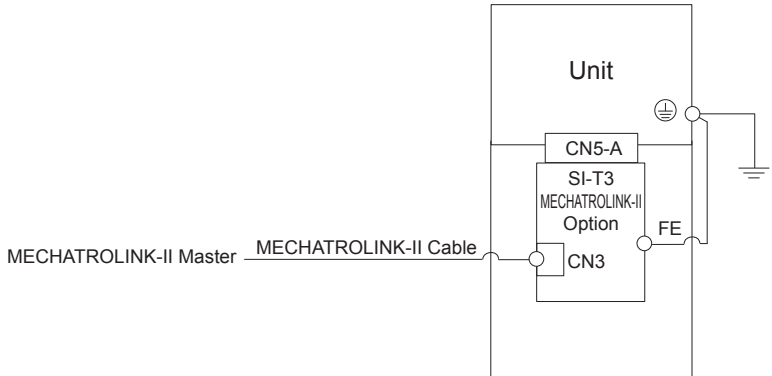 Unit
CN5-A
SI-T3
MECHATROLINK-II
Option
FE
MECHATROLINK-II Master
MECHATROLINK-II Cable
CN3